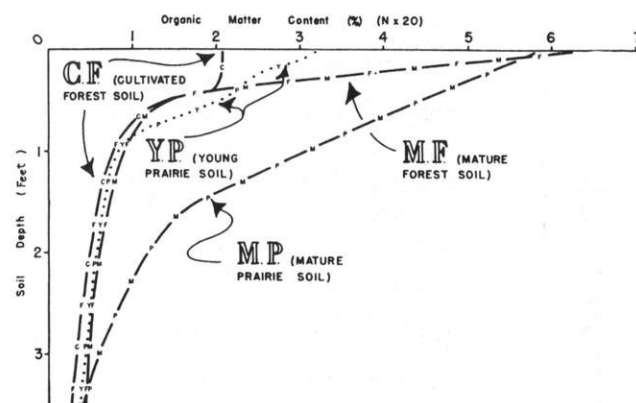 Organic Matter Content (%) (N x 20)
0 1 2 3 4 5 6 7
0
1
2
3
Soil Depth (Feet)
C.F. (CULTIVATED
FOREST SOIL)
Y.P. (YOUNG
PRAIRIE SOIL)
M.F. (MATURE
FOREST SOIL)
M.P. (MATURE
PRAIRIE SOIL)